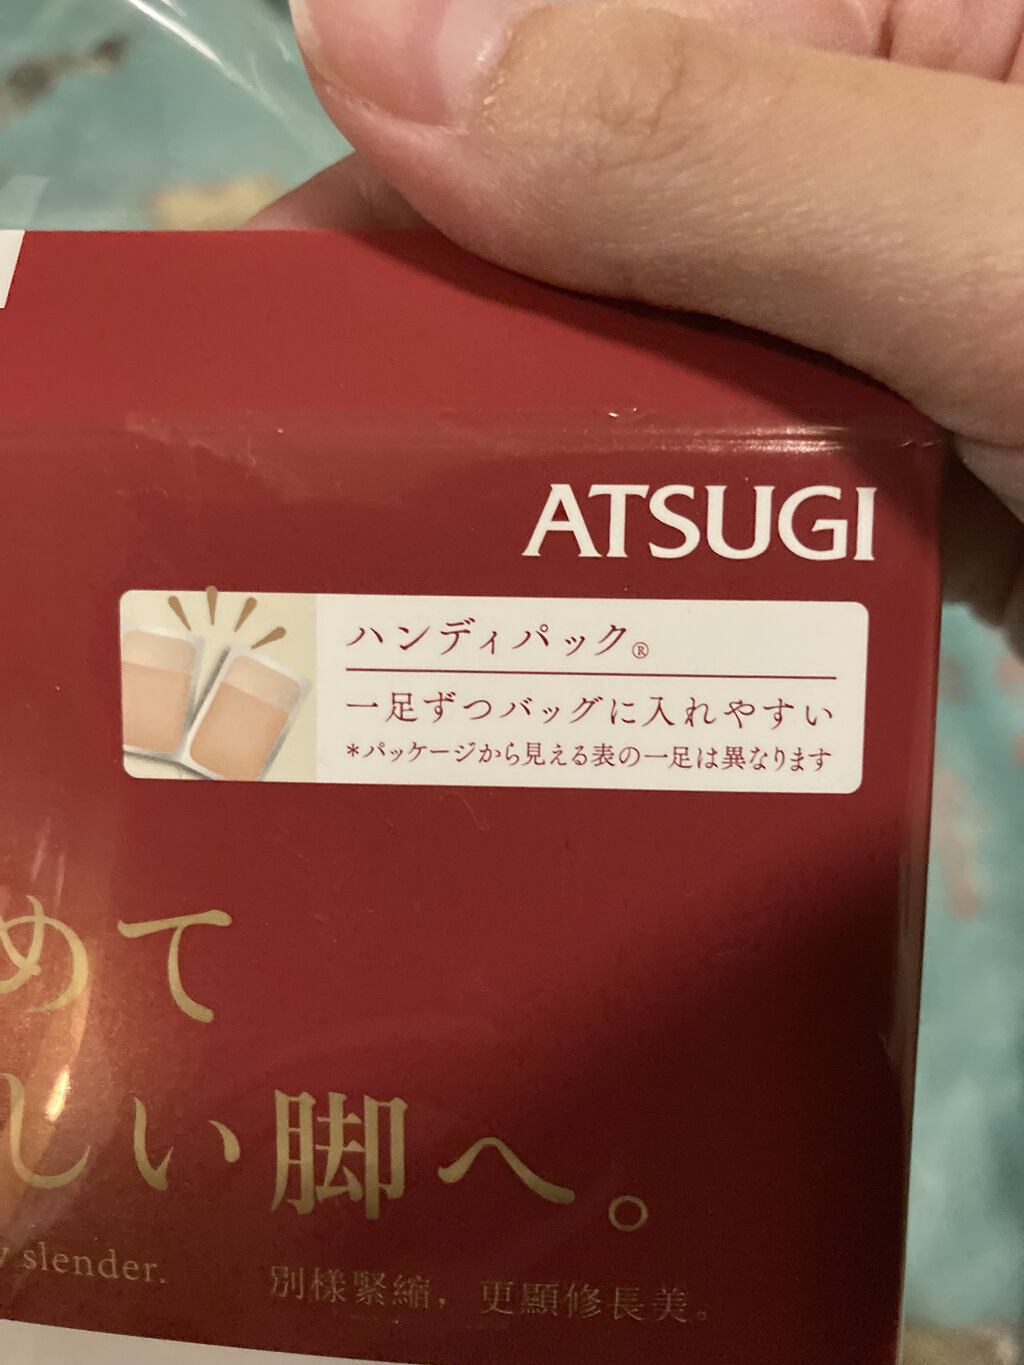 ATSUGI
ハンディパック®
一足ずつバッグに入れやすい
*パッケージから見える表の一足は異なります
めて
しい脚へ。
slender.
別様緊縮，更顯修長美。